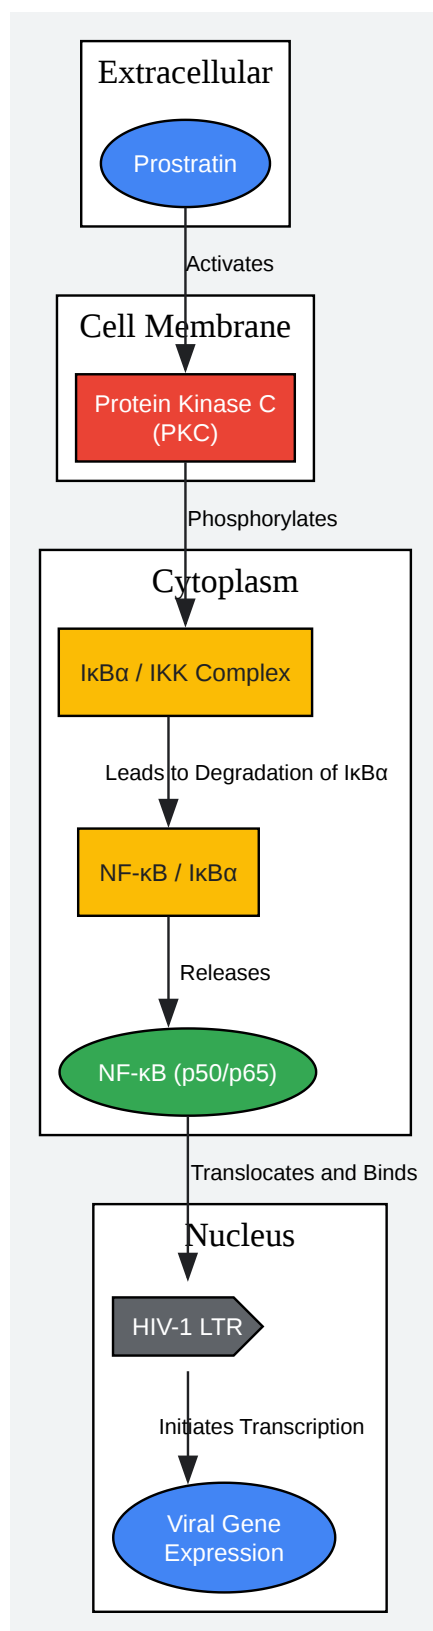 Extracellular
Prostratin
Activates
Cell Membrane
Protein Kinase C
(PKC)
Phosphorylates
Cytoplasm
IκBα / IKK Complex
Leads to Degradation of IκBα
NF-κB / IκBα
Releases
NF-κB (p50/p65)
Translocates and Binds
Nucleus
HIV-1 LTR
Initiates Transcription
Viral Gene
Expression